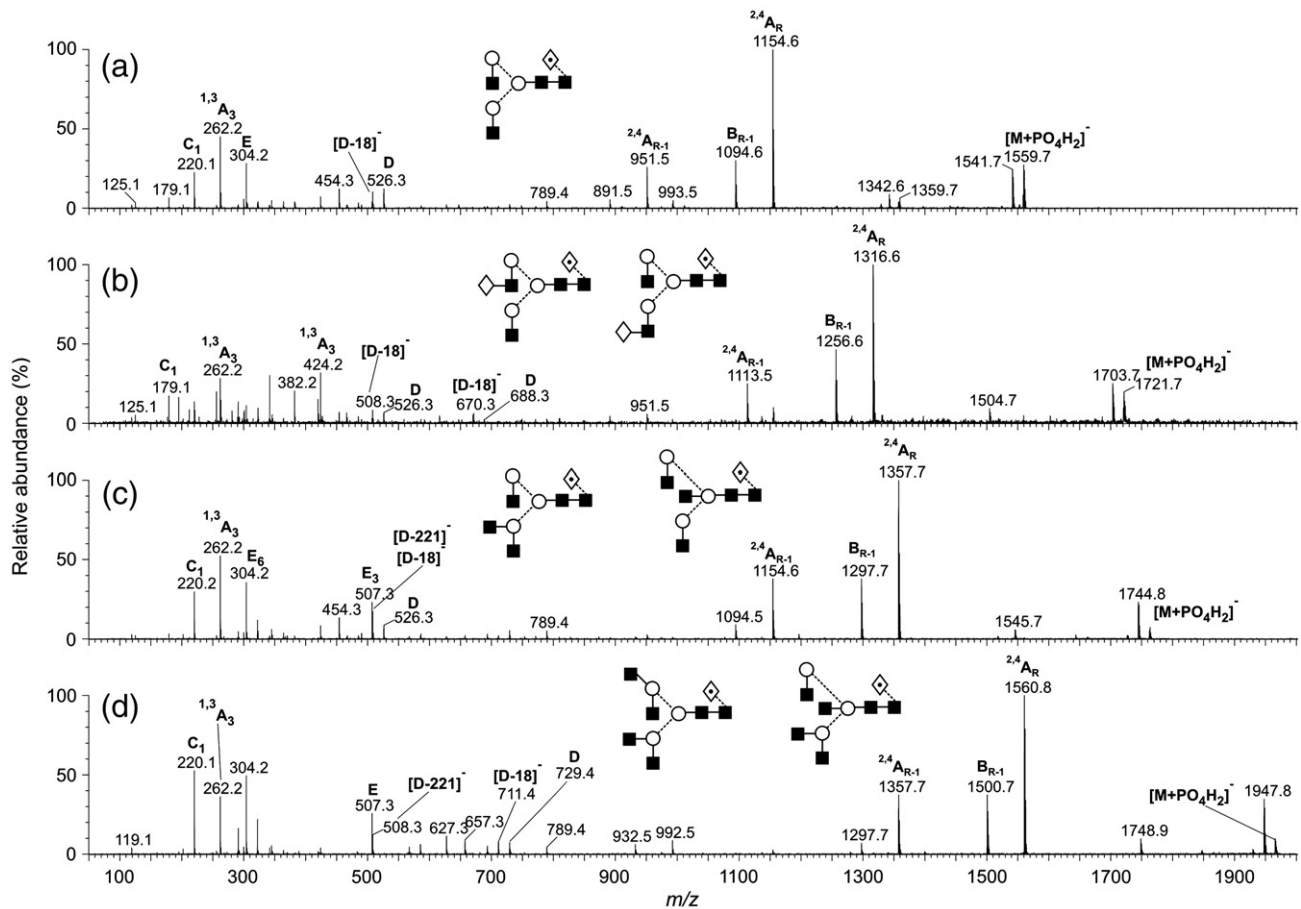 (a)
100
50
0
125.1
179.1
C1
220.1
1,3A3
262.2
E
304.2
454.3
[D-18]-
D
526.3
789.4
891.5
2,4AR-1
951.5
993.5
BR-1
1094.6
2,4AR
1154.6
1342.6
1359.7
1541.7
[M+PO4H2]-
1559.7
(b)
100
50
0
125.1
C1
179.1
1,3A3
262.2
382.2
1,3A3
424.2
[D-18]-
508.3
D
526.3
[D-18]-
670.3
D
688.3
951.5
2,4AR-1
1113.5
BR-1
1256.6
2,4AR
1316.6
1504.7
1703.7
[M+PO4H2]-
1721.7
(c)
100
50
0
C1
220.2
1,3A3
262.2
E6
304.2
454.3
E3
507.3
[D-221]-
[D-18]-
D
526.3
789.4
1094.5
2,4AR-1
1154.6
BR-1
1297.7
2,4AR
1357.7
1545.7
1744.8
[M+PO4H2]-
(d)
100
50
0
119.1
C1
220.1
1,3A3
262.2
304.2
E
507.3
[D-221]-
508.3
627.3
657.3
[D-18]-
711.4
D
729.4
789.4
932.5
992.5
1297.7
2,4AR-1
1357.7
BR-1
1500.7
2,4AR
1560.8
1748.9
[M+PO4H2]-
1947.8
100 300 500 700 900 1100 1300 1500 1700 1900
m/z
Relative abundance (%)